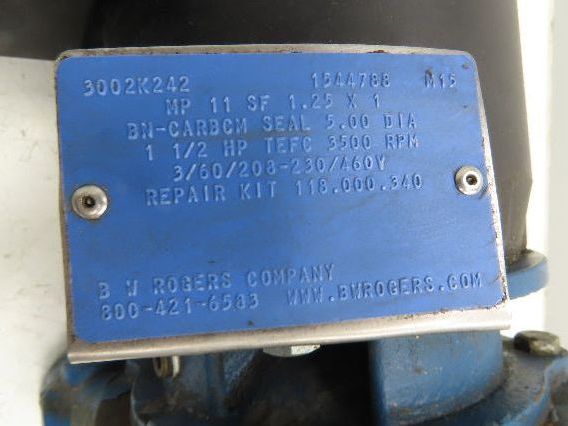 3002K242 1544788 M15
MP 11 SF 1.25 X 1
BN-CARBCM SEAL 5.00 DIA
1 1/2 HP TEFC 3500 RPM
3/60/208-230/460V
REPAIR KIT 118.000.340
B W ROGERS COMPANY
800-421-6583 WWW.BWROGERS.COM